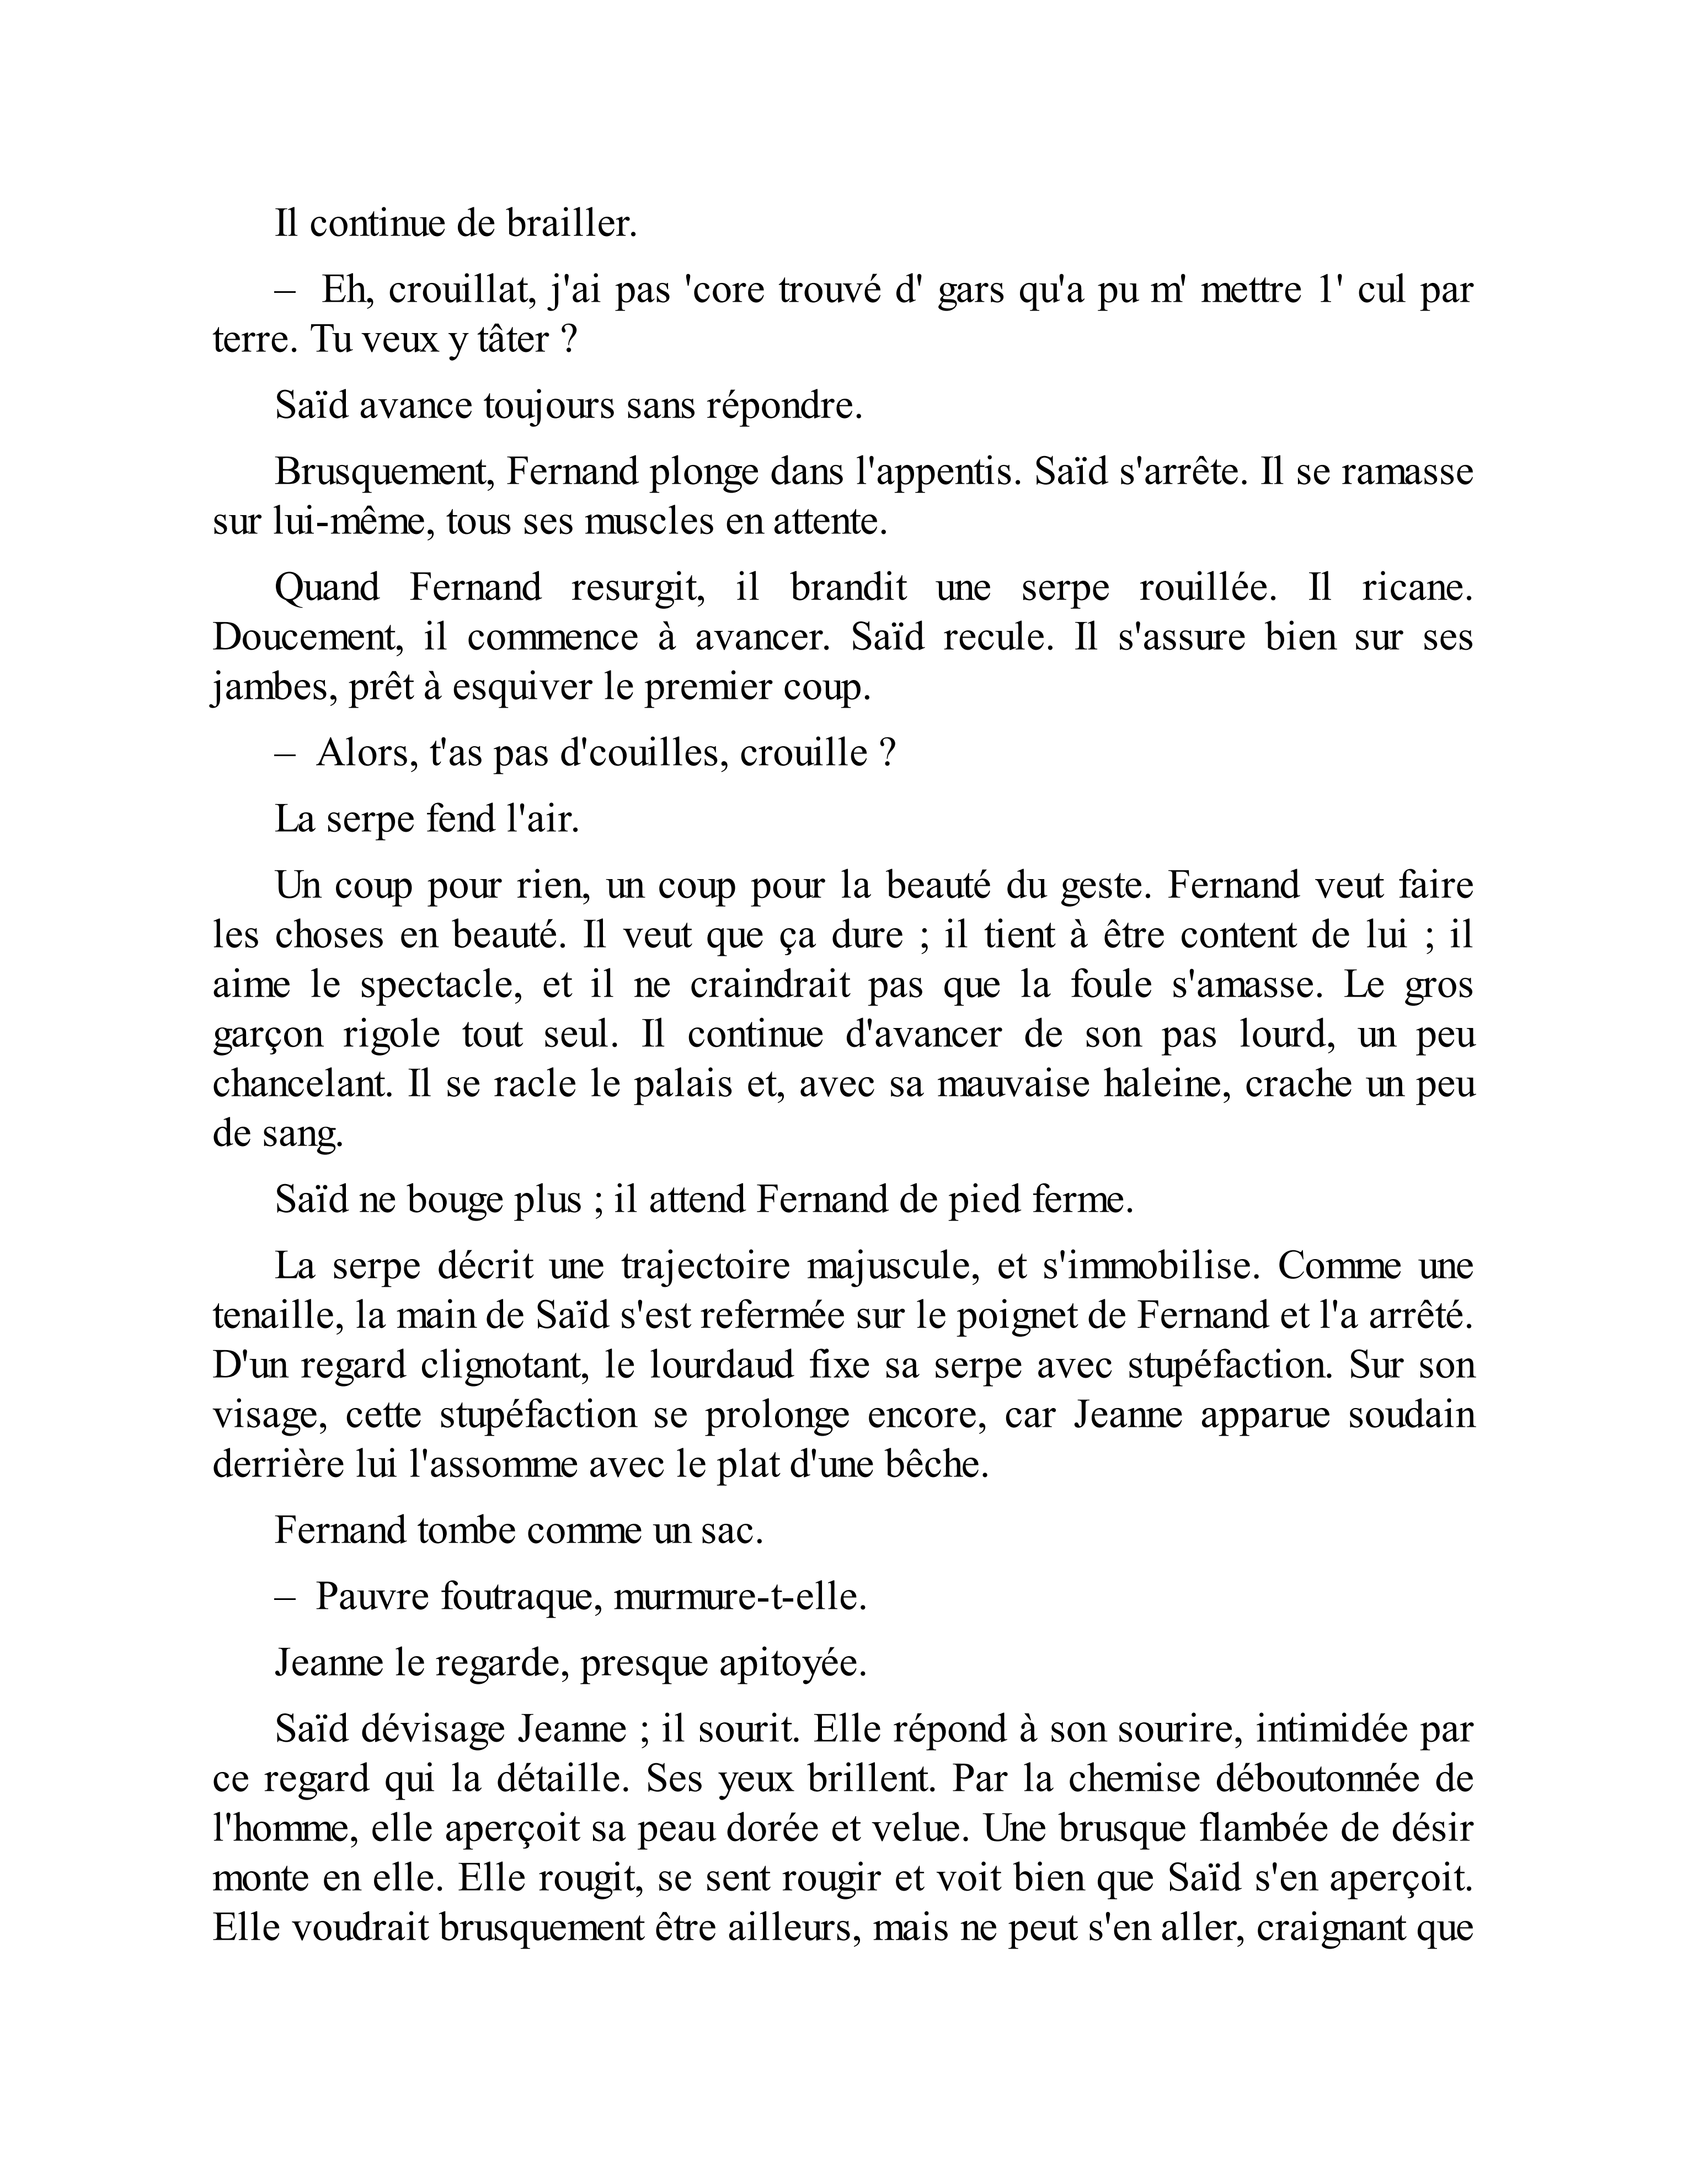 Il continue de brailler.
– Eh, crouillat, j'ai pas 'core trouvé d' gars qu'a pu m' mettre 1' cul par
terre. Tu veux y tâter ?
Saïd avance toujours sans répondre.
Brusquement, Fernand plonge dans l'appentis. Saïd s'arrête. Il se ramasse
sur lui-même, tous ses muscles en attente.
Quand Fernand resurgit, il brandit une serpe rouillée. Il ricane.
Doucement, il commence à avancer. Saïd recule. Il s'assure bien sur ses
jambes, prêt à esquiver le premier coup.
– Alors, t'as pas d'couilles, crouille ?
La serpe fend l'air.
Un coup pour rien, un coup pour la beauté du geste. Fernand veut faire
les choses en beauté. Il veut que ça dure ; il tient à être content de lui ; il
aime le spectacle, et il ne craindrait pas que la foule s'amasse. Le gros
garçon rigole tout seul. Il continue d'avancer de son pas lourd, un peu
chancelant. Il se racle le palais et, avec sa mauvaise haleine, crache un peu
de sang.
Saïd ne bouge plus ; il attend Fernand de pied ferme.
La serpe décrit une trajectoire majuscule, et s'immobilise. Comme une
tenaille, la main de Saïd s'est refermée sur le poignet de Fernand et l'a arrêté.
D'un regard clignotant, le lourdaud fixe sa serpe avec stupéfaction. Sur son
visage, cette stupéfaction se prolonge encore, car Jeanne apparue soudain
derrière lui l'assomme avec le plat d'une bêche.
Fernand tombe comme un sac.
– Pauvre foutraque, murmure-t-elle.
Jeanne le regarde, presque apitoyée.
Saïd dévisage Jeanne ; il sourit. Elle répond à son sourire, intimidée par
ce regard qui la détaille. Ses yeux brillent. Par la chemise déboutonnée de
l'homme, elle aperçoit sa peau dorée et velue. Une brusque flambée de désir
monte en elle. Elle rougit, se sent rougir et voit bien que Saïd s'en aperçoit.
Elle voudrait brusquement être ailleurs, mais ne peut s'en aller, craignant que